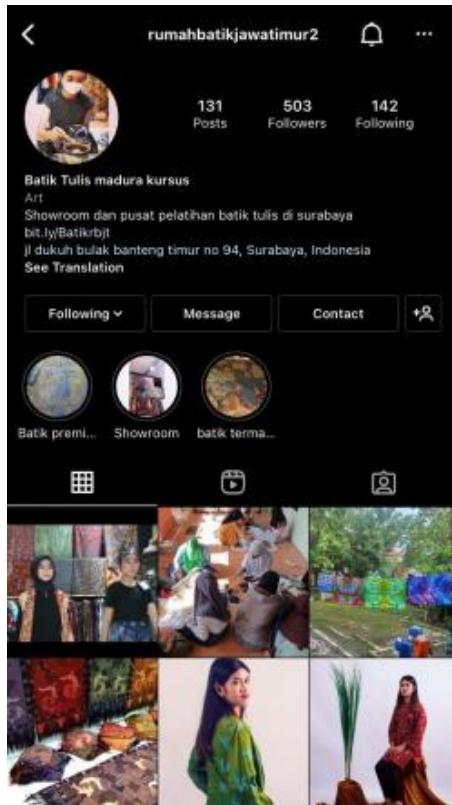 rumahbatikjawatimur2
131 503 142
Posts Followers Following
Batik Tulis madura kursus
Art
Showroom dan pusat pelatihan batik tulis di surabaya
bit.ly/Batikrbjt
jl dukuh bulak banteng timur no 94, Surabaya, Indonesia
See Translation
Following Message Contact
Batik premi... Showroom batik terma...